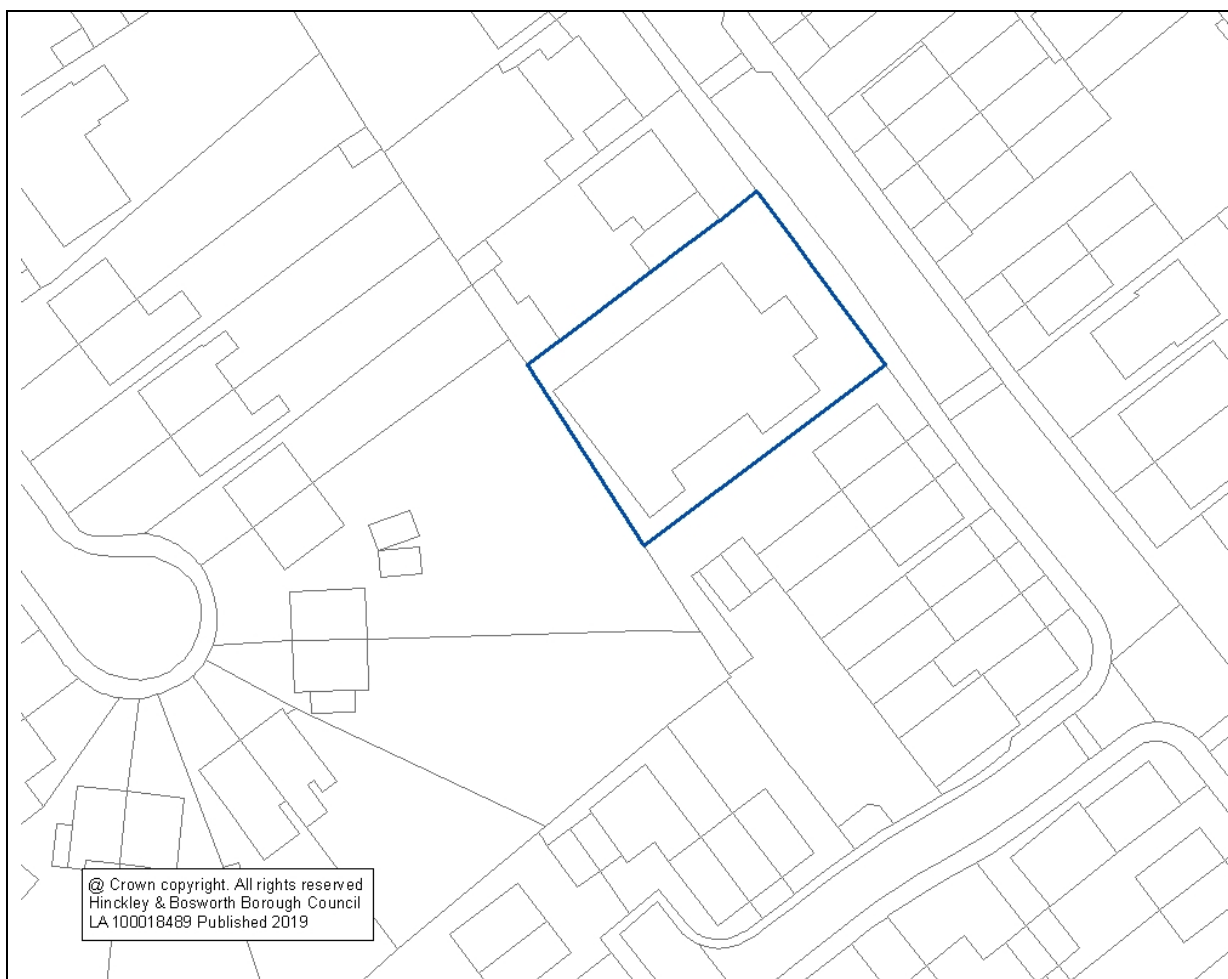 @ Crown copyright. All rights reserved
Hinckley & Bosworth Borough Council
LA 100018489 Published 2019